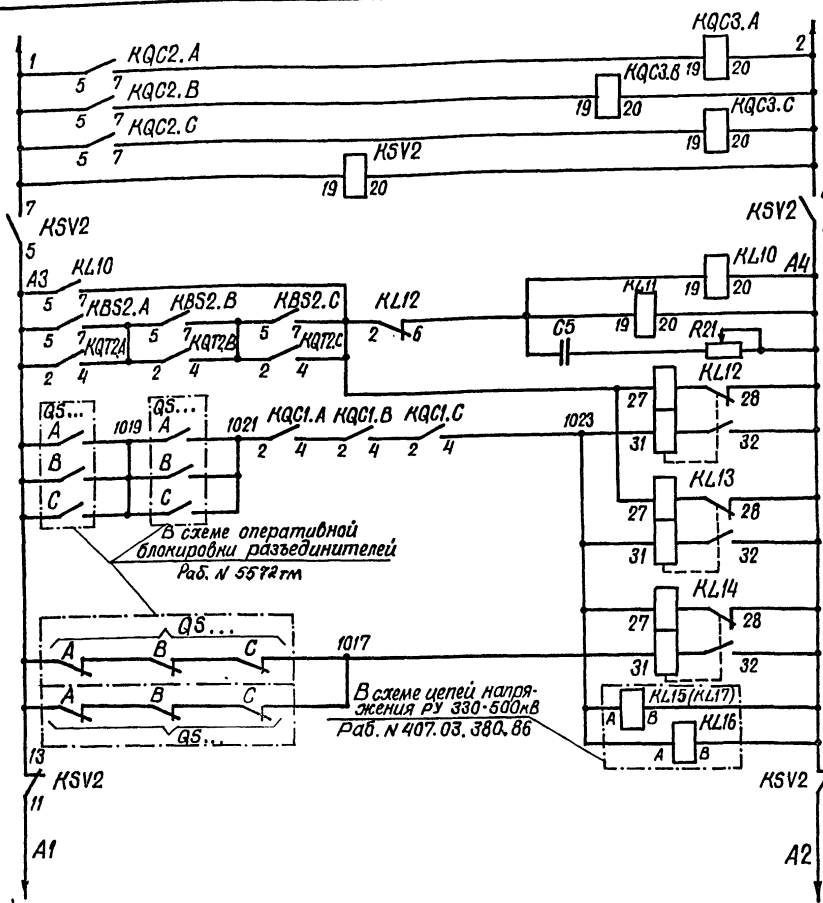 1 KQC2.A KQC3.A 2
5 7 19 20
KQC2.B KQC3.B
5 7 19 20
KQC2.C KQC3.C
5 7 19 20
KSV2
19 20
7 KSV2 5
KSV2
A3 KL10 KL10 A4
5 7 19 20
KBS2.A KBS2.B KBS2.C KL12 KL11
5 7 5 7 5 7 2 6 19 20
KQT2.A KQT2.B KQT2.C C5 R21
2 4 2 4 2 4
KL12
27 28
QS... 1019 QS... 1021 KQC1.A KQC1.B KQC1.C 1023
A A 2 4 2 4 2 4 31 32
B B
KL13
C C 27 28
31 32
В схеме оперативной
блокировки разъединителей
Раб. N 5572тм
KL14
27 28
QS... 1017
A B C 31 32
A B C
QS...
В схеме цепей напря-
жения РУ 330-500кВ
Раб. N 407.03.380.86
KL15(KL17)
A B
KL16
A B
13 KSV2 11
KSV2
A1 A2